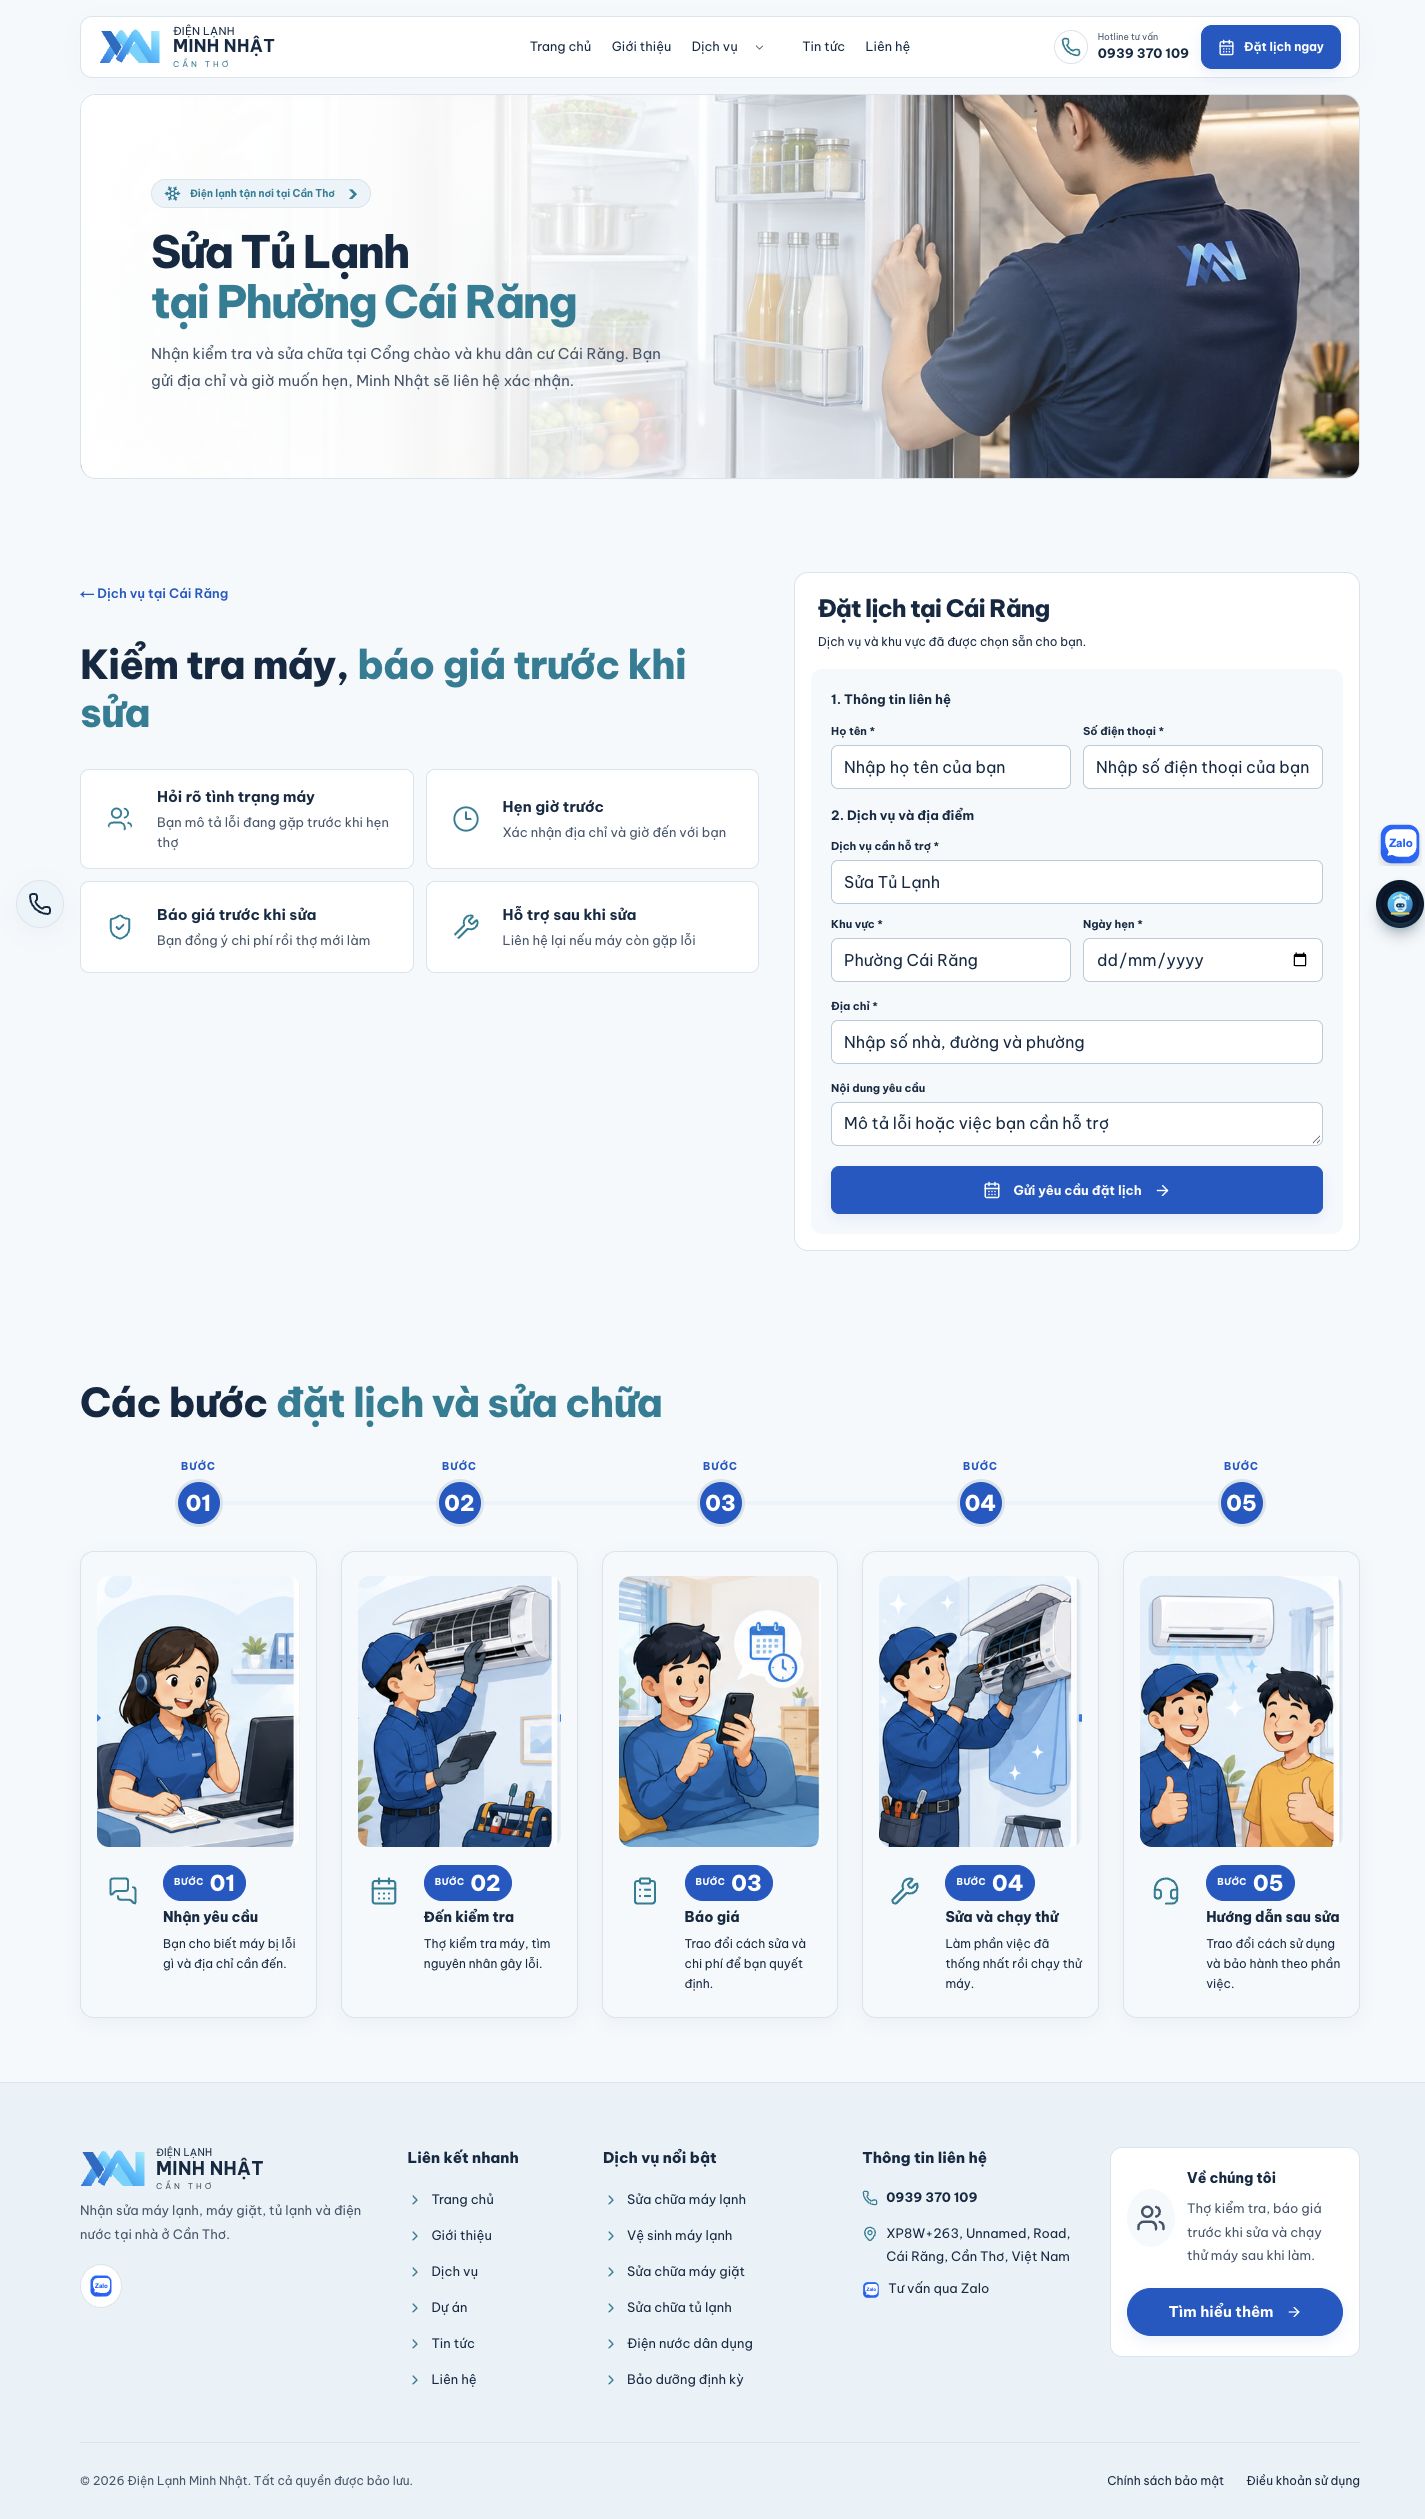 ĐIỆN LẠNH
MINH NHẬT
CẦN THƠ
Trang chủ
Giới thiệu
Dịch vụ
Tin tức
Liên hệ
Hotline tư vấn
0939 370 109
Đặt lịch ngay
Điện lạnh tận nơi tại Cần Thơ
Sửa Tủ Lạnh
tại Phường Cái Răng
Nhận kiểm tra và sửa chữa tại Cổng chào và khu dân cư Cái Răng. Bạn
gửi địa chỉ và giờ muốn hẹn, Minh Nhật sẽ liên hệ xác nhận.
← Dịch vụ tại Cái Răng
Kiểm tra máy, báo giá trước khi
sửa
Hỏi rõ tình trạng máy
Bạn mô tả lỗi đang gặp trước khi hẹn
thợ
Hẹn giờ trước
Xác nhận địa chỉ và giờ đến với bạn
Báo giá trước khi sửa
Bạn đồng ý chi phí rồi thợ mới làm
Hỗ trợ sau khi sửa
Liên hệ lại nếu máy còn gặp lỗi
Đặt lịch tại Cái Răng
Dịch vụ và khu vực đã được chọn sẵn cho bạn.
1. Thông tin liên hệ
Họ tên *
Số điện thoại *
Nhập họ tên của bạn
Nhập số điện thoại của bạn
2. Dịch vụ và địa điểm
Dịch vụ cần hỗ trợ *
Sửa Tủ Lạnh
Khu vực *
Ngày hẹn *
Phường Cái Răng
dd/mm/yyyy
Địa chỉ *
Nhập số nhà, đường và phường
Nội dung yêu cầu
Mô tả lỗi hoặc việc bạn cần hỗ trợ
Gửi yêu cầu đặt lịch
Zalo
Các bước đặt lịch và sửa chữa
BƯỚC
01
BƯỚC
02
BƯỚC
03
BƯỚC
04
BƯỚC
05
BƯỚC 01
Nhận yêu cầu
Bạn cho biết máy bị lỗi
gì và địa chỉ cần đến.
BƯỚC 02
Đến kiểm tra
Thợ kiểm tra máy, tìm
nguyên nhân gây lỗi.
BƯỚC 03
Báo giá
Trao đổi cách sửa và
chi phí để bạn quyết
định.
BƯỚC 04
Sửa và chạy thử
Làm phần việc đã
thống nhất rồi chạy thử
máy.
BƯỚC 05
Hướng dẫn sau sửa
Trao đổi cách sử dụng
và bảo hành theo phần
việc.
ĐIỆN LẠNH
MINH NHẬT
CẦN THƠ
Nhận sửa máy lạnh, máy giặt, tủ lạnh và điện
nước tại nhà ở Cần Thơ.
Zalo
Liên kết nhanh
Trang chủ
Giới thiệu
Dịch vụ
Dự án
Tin tức
Liên hệ
Dịch vụ nổi bật
Sửa chữa máy lạnh
Vệ sinh máy lạnh
Sửa chữa máy giặt
Sửa chữa tủ lạnh
Điện nước dân dụng
Bảo dưỡng định kỳ
Thông tin liên hệ
0939 370 109
XP8W+263, Unnamed, Road,
Cái Răng, Cần Thơ, Việt Nam
Zalo
Tư vấn qua Zalo
Về chúng tôi
Thợ kiểm tra, báo giá
trước khi sửa và chạy
thử máy sau khi làm.
Tìm hiểu thêm
© 2026 Điện Lạnh Minh Nhật. Tất cả quyền được bảo lưu.
Chính sách bảo mật
Điều khoản sử dụng